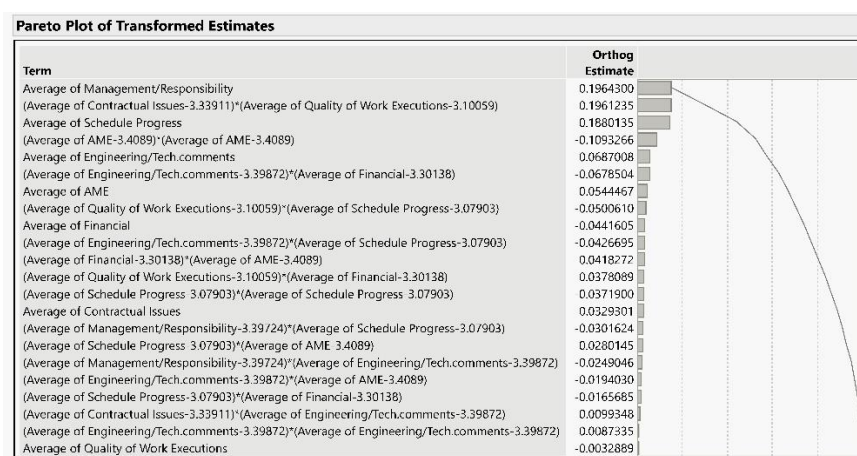 Pareto Plot of Transformed Estimates
Orthog
Term Estimate
Average of Management/Responsibility 0.1964300
(Average of Contractual Issues-3.33911)*(Average of Quality of Work Executions-3.10059) 0.1961235
Average of Schedule Progress 0.1880135
(Average of AME-3.4089)*(Average of AME-3.4089) -0.1093266
Average of Engineering/Tech.comments 0.0687008
(Average of Engineering/Tech.comments-3.39872)*(Average of Financial-3.30138) -0.0678504
Average of AME 0.0544467
(Average of Quality of Work Executions-3.10059)*(Average of Schedule Progress-3.07903) -0.0500610
Average of Financial -0.0441605
(Average of Engineering/Tech.comments-3.39872)*(Average of Schedule Progress-3.07903) -0.0426695
(Average of Financial-3.30138)*(Average of AME-3.4089) 0.0418272
(Average of Quality of Work Executions-3.10059)*(Average of Financial-3.30138) 0.0378089
(Average of Schedule Progress-3.07903)*(Average of Schedule Progress-3.07903) 0.0371900
Average of Contractual Issues 0.0329301
(Average of Management/Responsibility-3.39724)*(Average of Schedule Progress-3.07903) -0.0301624
(Average of Schedule Progress-3.07903)*(Average of AME-3.4089) 0.0280145
(Average of Management/Responsibility-3.39724)*(Average of Engineering/Tech.comments-3.39872) -0.0249046
(Average of Engineering/Tech.comments-3.39872)*(Average of AME-3.4089) -0.0194030
(Average of Schedule Progress-3.07903)*(Average of Financial-3.30138) -0.0165685
(Average of Contractual Issues-3.33911)*(Average of Engineering/Tech.comments-3.39872) 0.0099348
(Average of Engineering/Tech.comments-3.39872)*(Average of Engineering/Tech.comments-3.39872) 0.0087335
Average of Quality of Work Executions -0.0032889